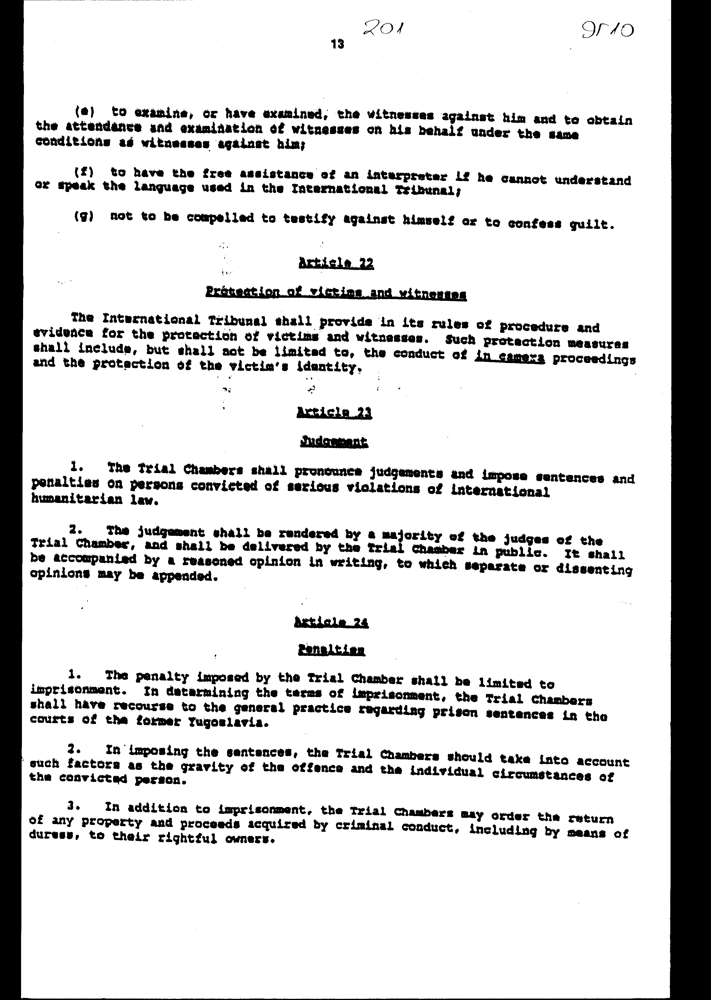 201
13
(e) to examine, or have examined, the witnesses against him and to obtain
the attendance and examination of witnesses on his behalf under the same
conditions as witnesses against him;
(f) to have the free assistance of an interpreter if he cannot understand
or speak the language used in the International Tribunal;
(g) not to be compelled to testify against himself or to confess guilt.
Article 22
Protection of victims and witnesses
The International Tribunal shall provide in its rules of procedure and
evidence for the protection of victims and witnesses. Such protection measures
shall include, but shall not be limited to, the conduct of in camera proceedings
and the protection of the victim's identity.
Article 23
Judgement
1. The Trial Chambers shall pronounce judgements and impose sentences and
penalties on persons convicted of serious violations of international
humanitarian law.
2. The judgement shall be rendered by a majority of the judges of the
Trial Chamber, and shall be delivered by the Trial Chamber in public. It shall
be accompanied by a reasoned opinion in writing, to which separate or dissenting
opinions may be appended.
Article 24
Penalties
1. The penalty imposed by the Trial Chamber shall be limited to
imprisonment. In determining the terms of imprisonment, the Trial Chambers
shall have recourse to the general practice regarding prison sentences in the
courts of the former Yugoslavia.
2. In imposing the sentences, the Trial Chambers should take into account
such factors as the gravity of the offence and the individual circumstances of
the convicted person.
3. In addition to imprisonment, the Trial Chambers may order the return
of any property and proceeds acquired by criminal conduct, including by means of
duress, to their rightful owners.